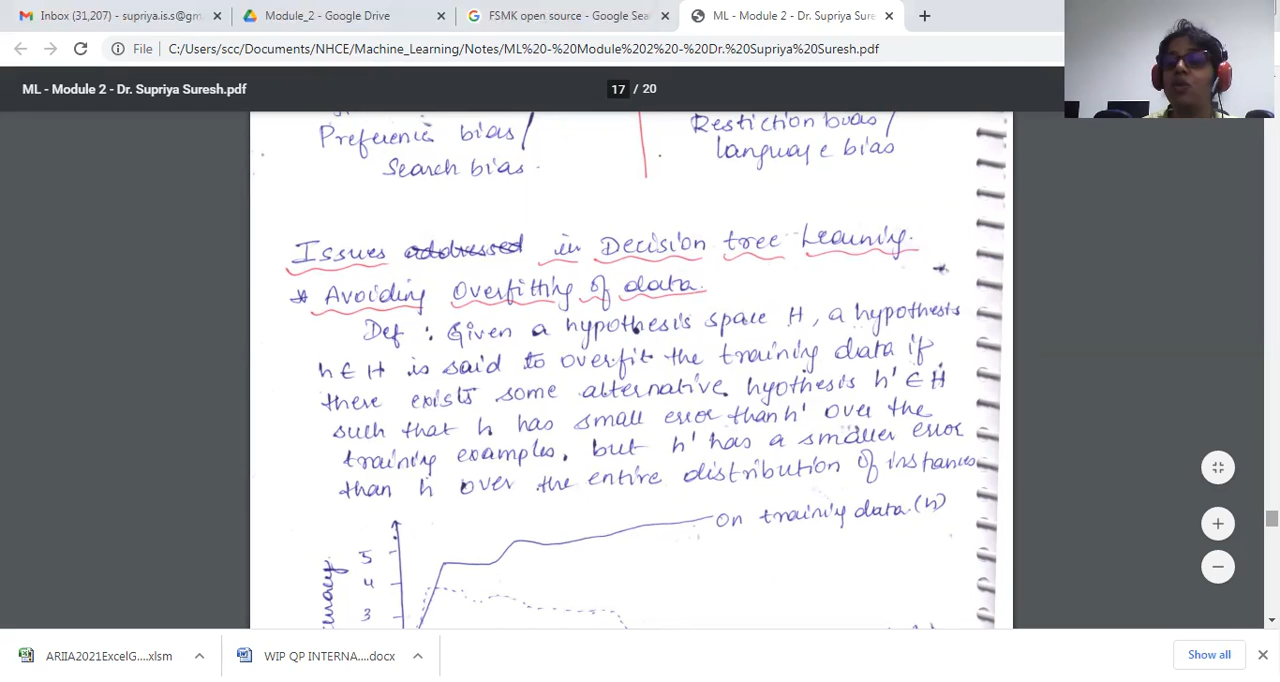 Inbox (31,207) - supriya.is.s@gm
Module_2 - Google Drive
FSMK open source - Google Sea
ML - Module 2 - Dr. Supriya Sure
File
C:/Users/scc/Documents/NHCE/Machine_Learning/Notes/ML%20-%20Module%202%20-%20Dr.%20Supriya%20Suresh.pdf
ML - Module 2 - Dr. Supriya Suresh.pdf
17 / 20
Preference bias/
Search bias
Restiction bias/
language bias
Issues addressed in Decision tree Learning.
* Avoiding Overfitting of data.
Def : Given a hypothesis space H, a hypothesis
h ∈ H is said to overfit the training data if
there exists some alternative hyothesis h' ∈ H
such that h has small error than h' over the
training examples, but h' has a smaller error
than h over the entire distribution of instances
On training data (h)
5
4
3
uracy
ARIIA2021ExcelG....xlsm
WIP QP INTERNA....docx
Show all